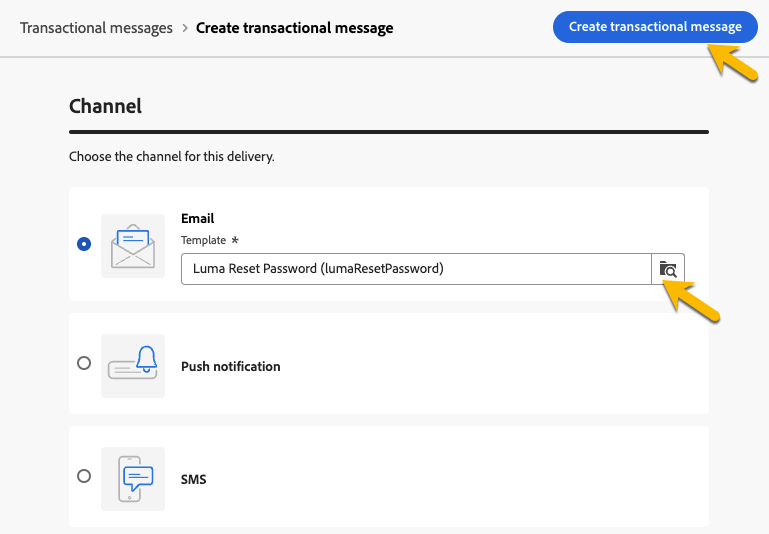 Transactional messages > Create transactional message
Create transactional message
Channel
Choose the channel for this delivery.
Email
Template *
Luma Reset Password (lumaResetPassword)
Push notification
SMS